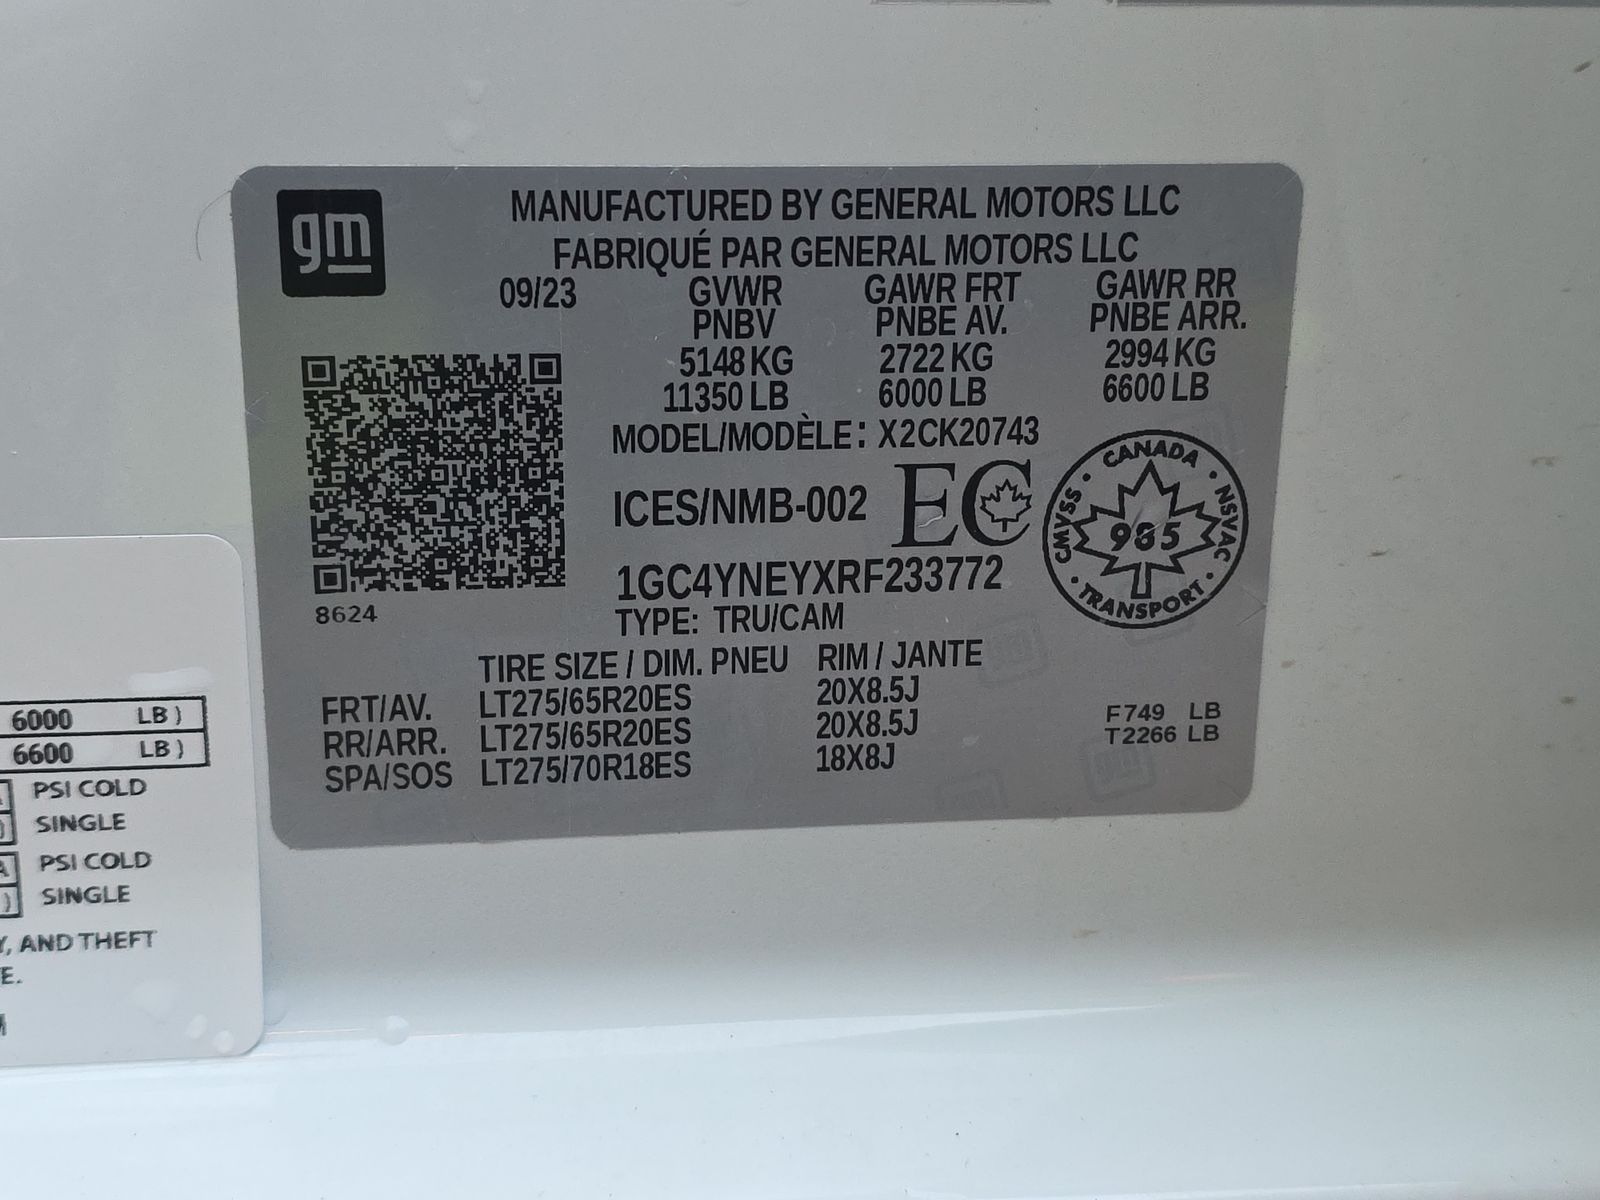 gm
MANUFACTURED BY GENERAL MOTORS LLC
FABRIQUÉ PAR GENERAL MOTORS LLC
09/23 GVWR GAWR FRT GAWR RR
PNBV PNBE AV. PNBE ARR.
5148 KG 2722 KG 2994 KG
11350 LB 6000 LB 6600 LB
MODEL/MODÈLE: X2CK20743
ICES/NMB-002 EC
CANADA
CMVSS 985 NSVAC
TRANSPORT
1GC4YNEYXRF233772
8624
TYPE: TRU/CAM
TIRE SIZE / DIM. PNEU RIM / JANTE
FRT/AV. LT275/65R20ES 20X8.5J
RR/ARR. LT275/65R20ES 20X8.5J
SPA/SOS LT275/70R18ES 18X8J
F749 LB
T2266 LB
6000 LB)
6600 LB)
PSI COLD
SINGLE
PSI COLD
SINGLE
, AND THEFT
E.